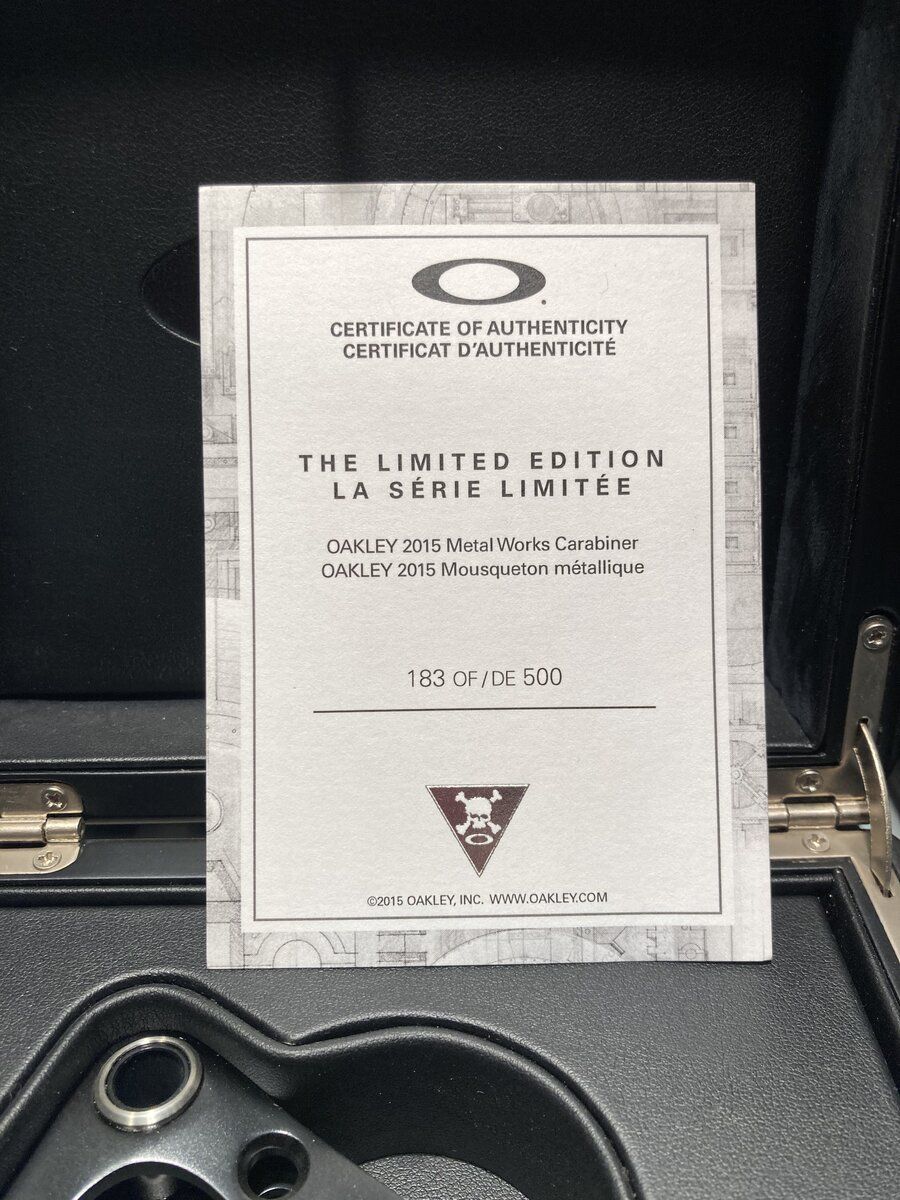 CERTIFICATE OF AUTHENTICITY
CERTIFICAT D'AUTHENTICITÉ
THE LIMITED EDITION
LA SÉRIE LIMITÉE
OAKLEY 2015 Metal Works Carabiner
OAKLEY 2015 Mousqueton métallique
183 OF/DE 500
©2015 OAKLEY, INC. WWW.OAKLEY.COM